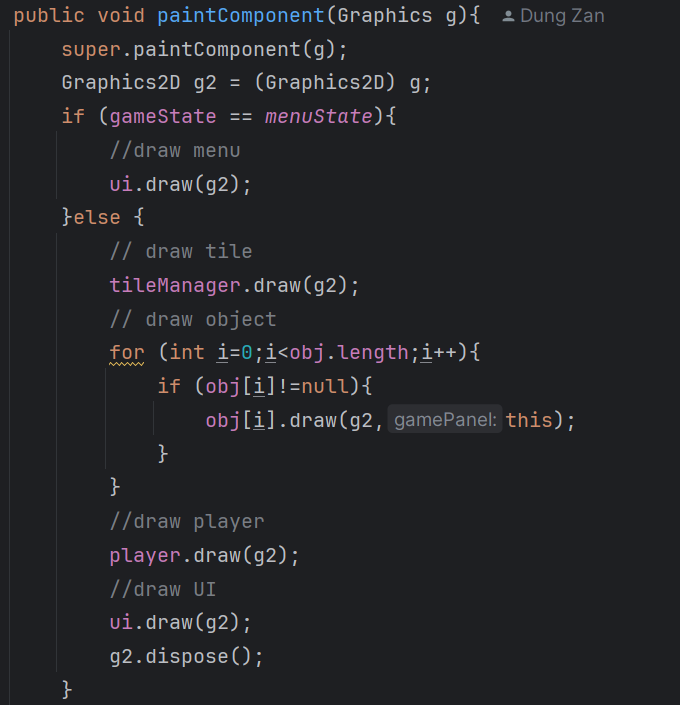 public void paintComponent(Graphics g){ Dung Zan
    super.paintComponent(g);
    Graphics2D g2 = (Graphics2D) g;
    if (gameState == menuState){
        //draw menu
        ui.draw(g2);
    }else {
        // draw tile
        tileManager.draw(g2);
        // draw object
        for (int i=0;i<obj.length;i++){
            if (obj[i]!=null){
                obj[i].draw(g2, gamePanel: this);
            }
        }
        //draw player
        player.draw(g2);
        //draw UI
        ui.draw(g2);
        g2.dispose();
    }